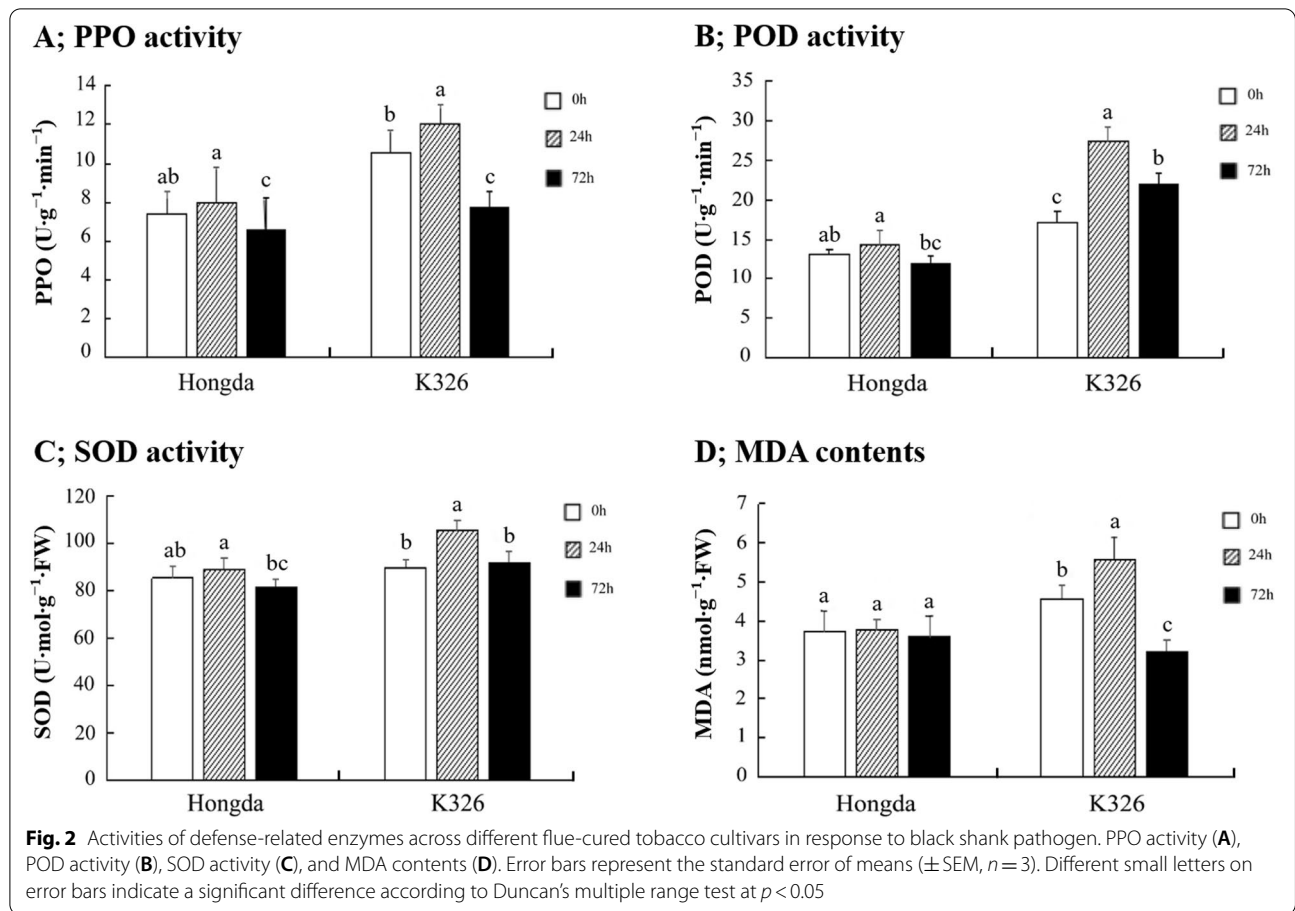 A; PPO activity
PPO (U·g⁻¹·min⁻¹)
14
12
10
8
6
4
2
0
ab
a
c
b
a
c
0h
24h
72h
Hongda
K326
B; POD activity
POD (U·g⁻¹·min⁻¹)
35
30
25
20
15
10
5
0
ab
a
bc
c
a
b
0h
24h
72h
Hongda
K326
C; SOD activity
SOD (U·mol·g⁻¹·FW)
120
100
80
60
40
20
0
ab
a
bc
b
a
b
0h
24h
72h
Hongda
K326
D; MDA contents
MDA (nmol·g⁻¹·FW)
7
6
5
4
3
2
1
0
a
a
a
b
a
c
0h
24h
72h
Hongda
K326
Fig. 2 Activities of defense-related enzymes across different flue-cured tobacco cultivars in response to black shank pathogen. PPO activity (A),
POD activity (B), SOD activity (C), and MDA contents (D). Error bars represent the standard error of means (± SEM, n = 3). Different small letters on
error bars indicate a significant difference according to Duncan's multiple range test at p < 0.05